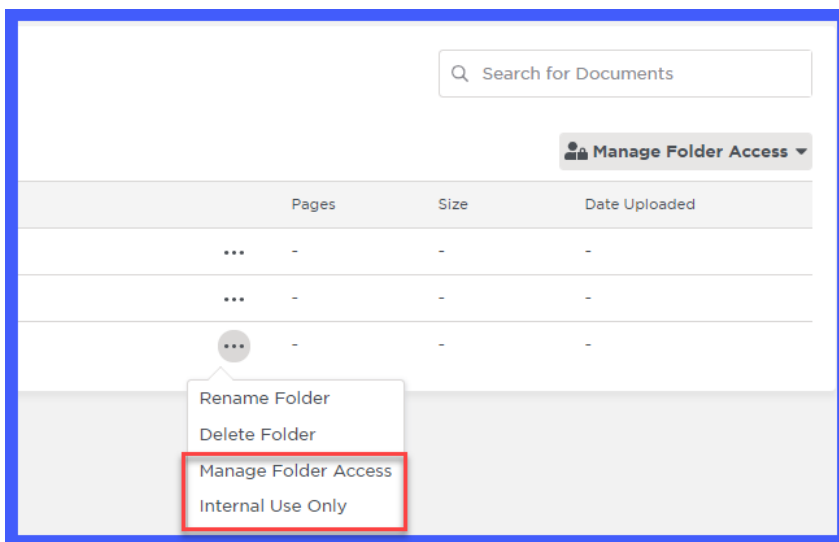 Search for Documents
Manage Folder Access
Pages Size Date Uploaded
... - - -
... - - -
... - - -
Rename Folder
Delete Folder
Manage Folder Access
Internal Use Only